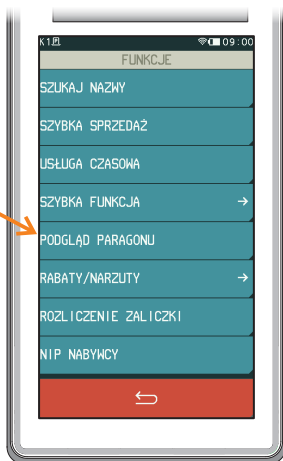 K1 09:00
FUNKCJE
SZUKAJ NAZWY
SZYBKA SPRZEDAŻ
USŁUGA CZASOWA
SZYBKA FUNKCJA →
PODGLĄD PARAGONU
RABATY/NARZUTY →
ROZLICZENIE ZALICZKI
NIP NABYWCY